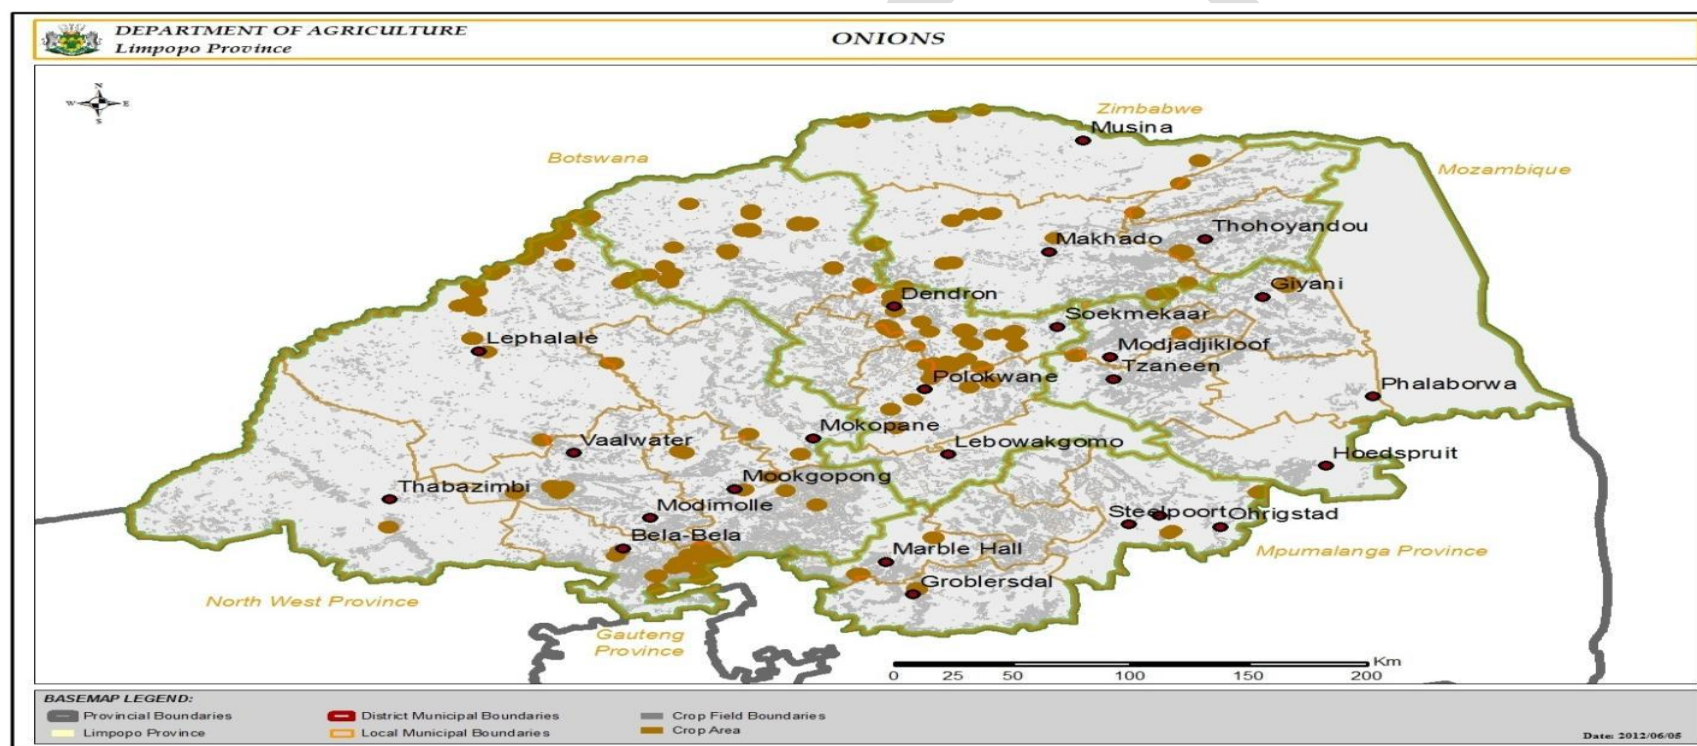 DEPARTMENT OF AGRICULTURE
Limpopo Province
ONIONS
N
W E
S
Zimbabwe
Musina
Botswana
Mozambique
Thohoyandou
Makhado
Giyani
Dendron
Soekmekaar
Lephalale
Modjadjikloof
Tzaneen
Polokwane
Phalaborwa
Mokopane
Vaalwater
Lebowakgomo
Hoedspruit
Mookgopong
Thabazimbi
Modimolle
Steelpoort
Ohrigstad
Bela-Bela
Marble Hall
Mpumalanga Province
Groblersdal
North West Province
Gauteng
Province
Km
0 25 50 100 150 200
BASEMAP LEGEND:
Provincial Boundaries
District Municipal Boundaries
Crop Field Boundaries
Limpopo Province
Local Municipal Boundaries
Crop Area
Date: 2012/06/05